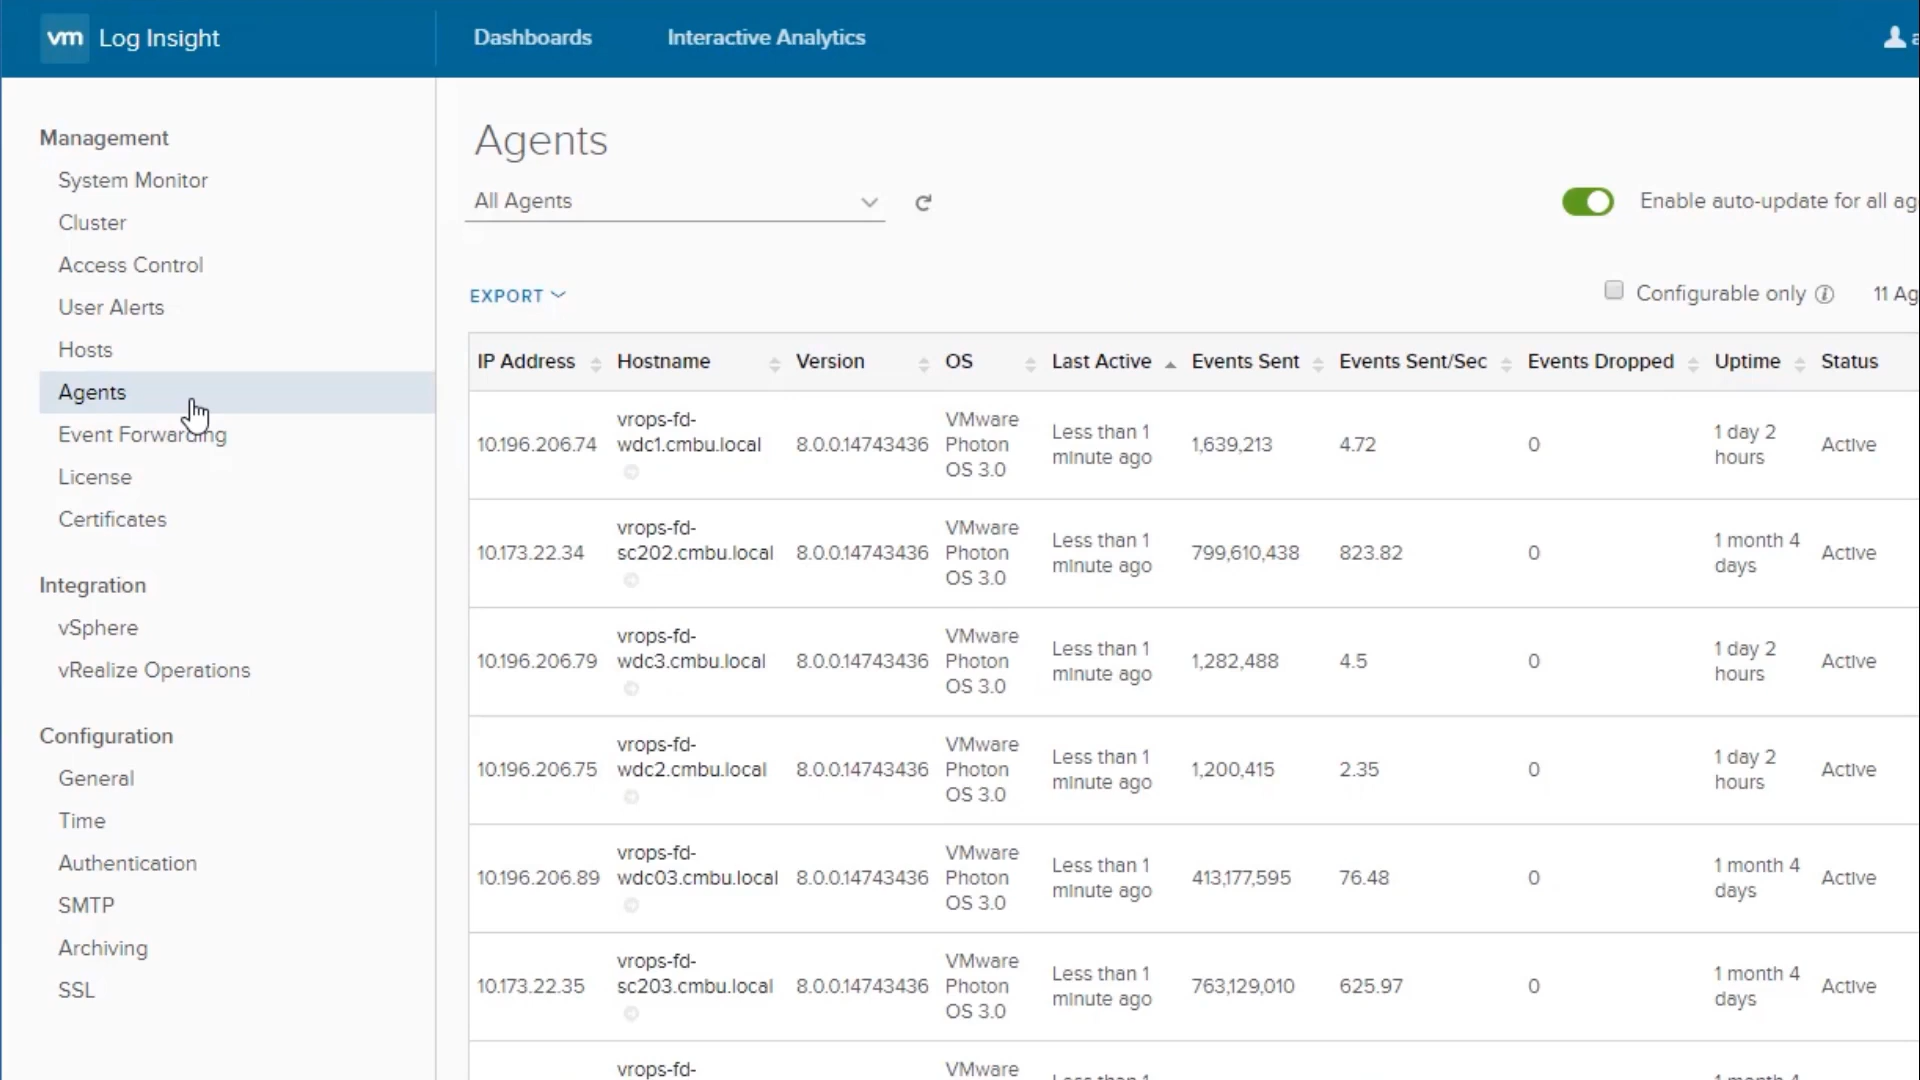 vm Log Insight
Dashboards
Interactive Analytics
Management
System Monitor
Cluster
Access Control
User Alerts
Hosts
Agents
Event Forwarding
License
Certificates
Integration
vSphere
vRealize Operations
Configuration
General
Time
Authentication
SMTP
Archiving
SSL
Agents
All Agents
Enable auto-update for all ag
EXPORT
Configurable only
11 Ag
IP Address Hostname Version OS Last Active Events Sent Events Sent/Sec Events Dropped Uptime Status
10.196.206.74
vrops-fd-
wdc1.cmbu.local
8.0.0.14743436
VMware
Photon
OS 3.0
Less than 1
minute ago
1,639,213
4.72
0
1 day 2
hours
Active
10.173.22.34
vrops-fd-
sc202.cmbu.local
8.0.0.14743436
VMware
Photon
OS 3.0
Less than 1
minute ago
799,610,438
823.82
0
1 month 4
days
Active
10.196.206.79
vrops-fd-
wdc3.cmbu.local
8.0.0.14743436
VMware
Photon
OS 3.0
Less than 1
minute ago
1,282,488
4.5
0
1 day 2
hours
Active
10.196.206.75
vrops-fd-
wdc2.cmbu.local
8.0.0.14743436
VMware
Photon
OS 3.0
Less than 1
minute ago
1,200,415
2.35
0
1 day 2
hours
Active
10.196.206.89
vrops-fd-
wdc03.cmbu.local
8.0.0.14743436
VMware
Photon
OS 3.0
Less than 1
minute ago
413,177,595
76.48
0
1 month 4
days
Active
10.173.22.35
vrops-fd-
sc203.cmbu.local
8.0.0.14743436
VMware
Photon
OS 3.0
Less than 1
minute ago
763,129,010
625.97
0
1 month 4
days
Active
vrops-fd-
VMware